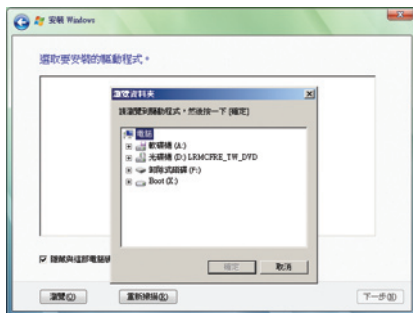 安裝 Windows
選取要安裝的驅動程式。
瀏覽資料夾
請瀏覽到驅動程式，然後按一下 [確定]
電腦
軟碟機 (A:)
光碟機 (D:) LRMCFRE_TW_DVD
卸除式磁碟 (F:)
Boot (X:)
確定
取消
隱藏與這部電腦
瀏覽(O)
重新掃描(R)
下一步(N)